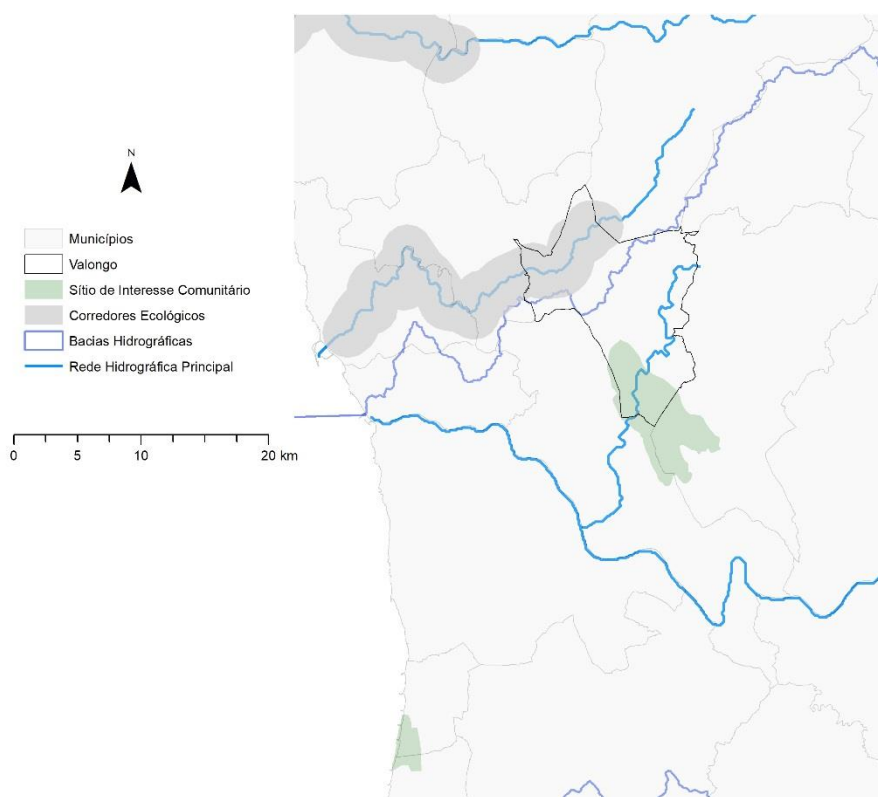 N
Municípios
Valongo
Sítio de Interesse Comunitário
Corredores Ecológicos
Bacias Hidrográficas
Rede Hidrográfica Principal
0 5 10 20 km